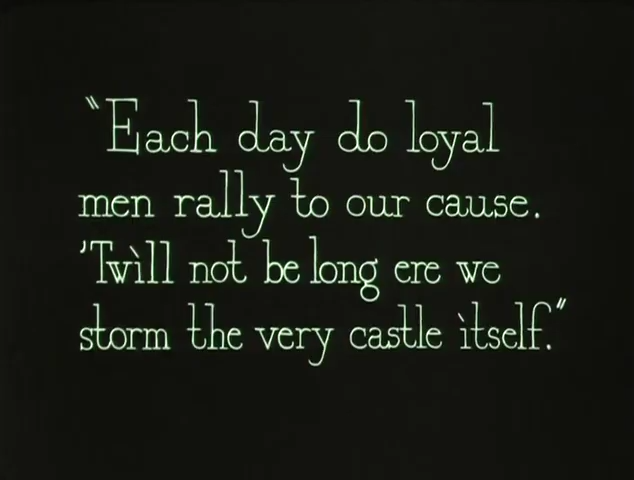 "Each day do loyal
men rally to our cause.
'Twill not be long ere we
storm the very castle itself."